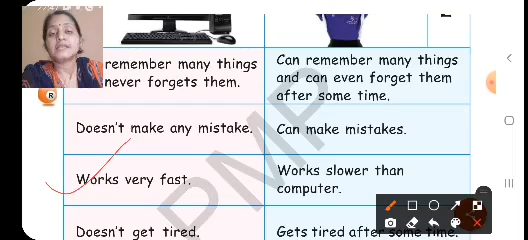 remember many things
never forgets them.
Can remember many things
and can even forget them
after some time.
Doesn't make any mistake.
Can make mistakes.
Works very fast.
Works slower than
computer.
Doesn't get tired.
Gets tired after some time.
PMP
R